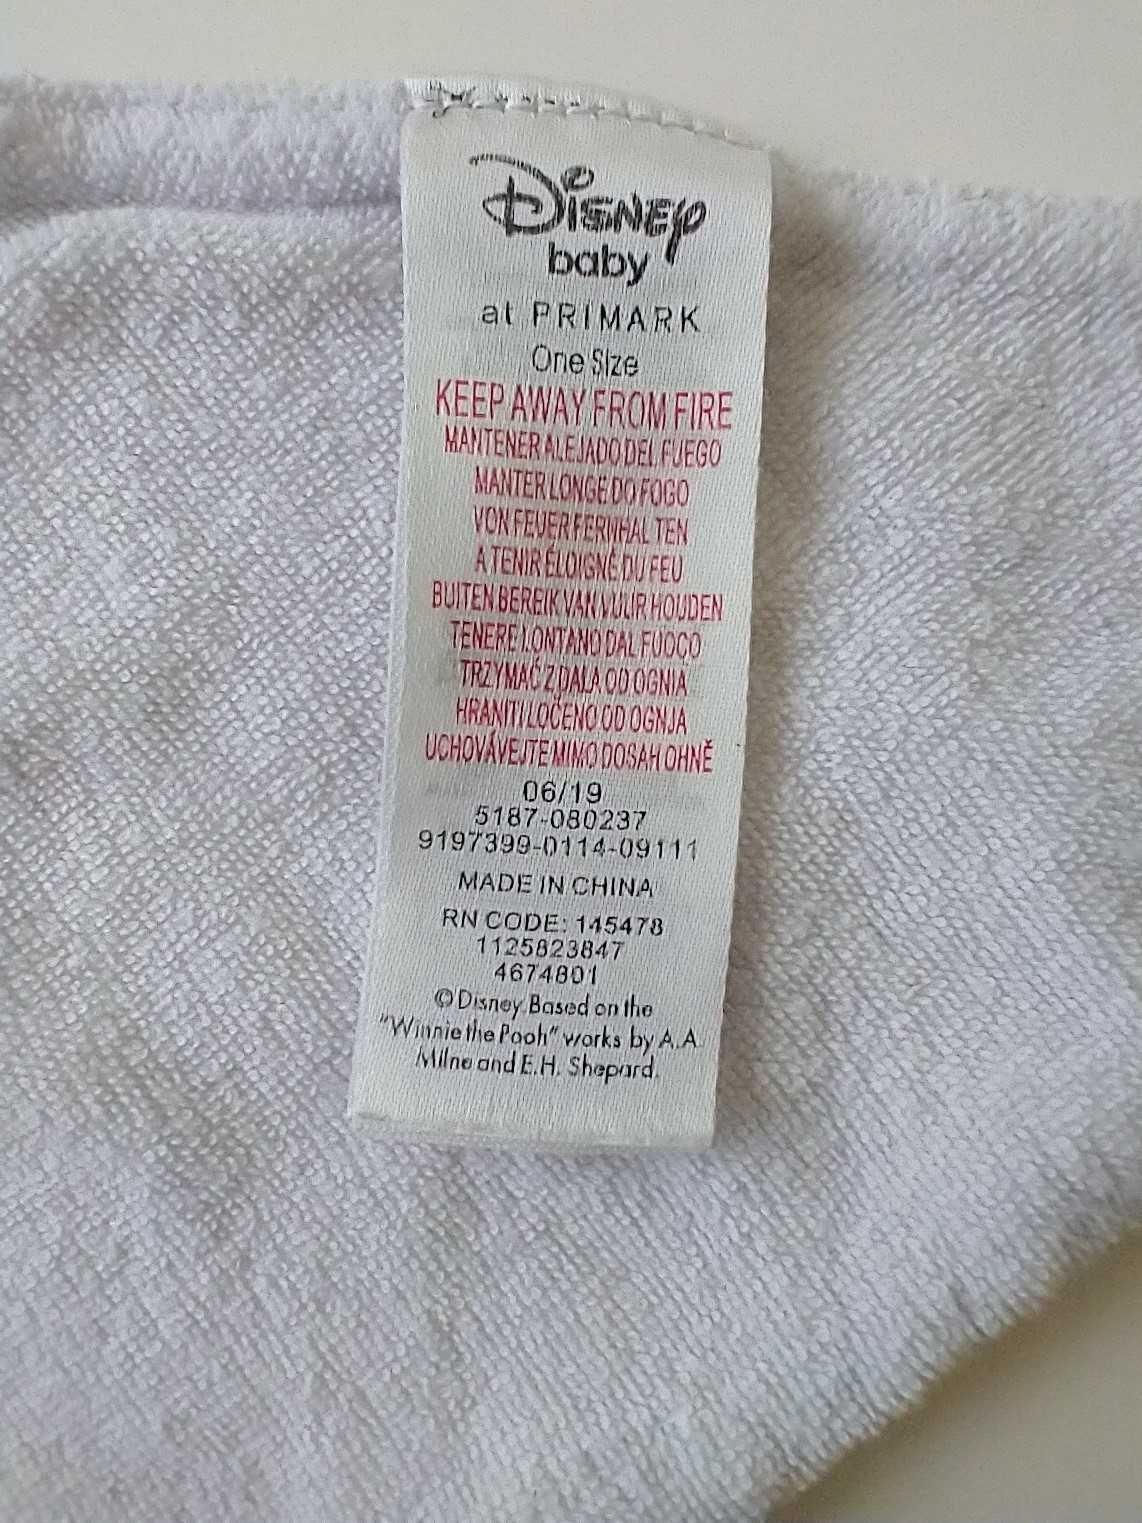 Disney
baby
at PRIMARK
One Size
KEEP AWAY FROM FIRE
MANTENER ALEJADO DEL FUEGO
MANTER LONGE DO FOGO
VON FEUER FERNHALTEN
A TENIR ÉLOIGNÉ DU FEU
BUITEN BEREIK VAN VUUR HOUDEN
TENERE LONTANO DAL FUOCO
TRZYMAĆ Z DALA OD OGNIA
HRANITI LOČENO OD OGNJA
UCHOVÁVEJTE MIMO DOSAH OHNĚ
06/19
5187-080237
9197399-0114-09111
MADE IN CHINA
RN CODE: 145478
1125823847
4674801
©Disney. Based on the
"Winnie the Pooh" works by A.A.
Milne and E.H. Shepard.